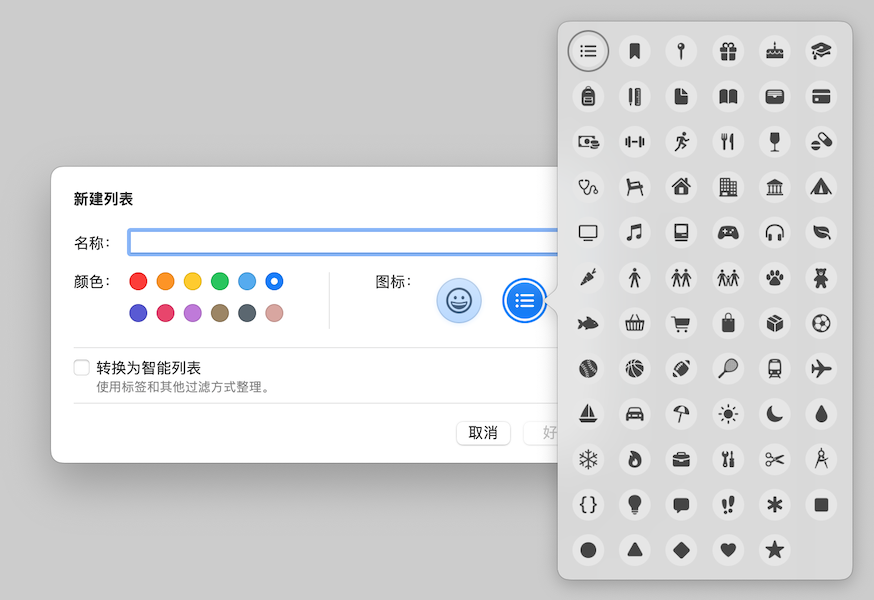 新建列表
名称：
颜色：
图标：
转换为智能列表
使用标签和其他过滤方式整理。
取消
好